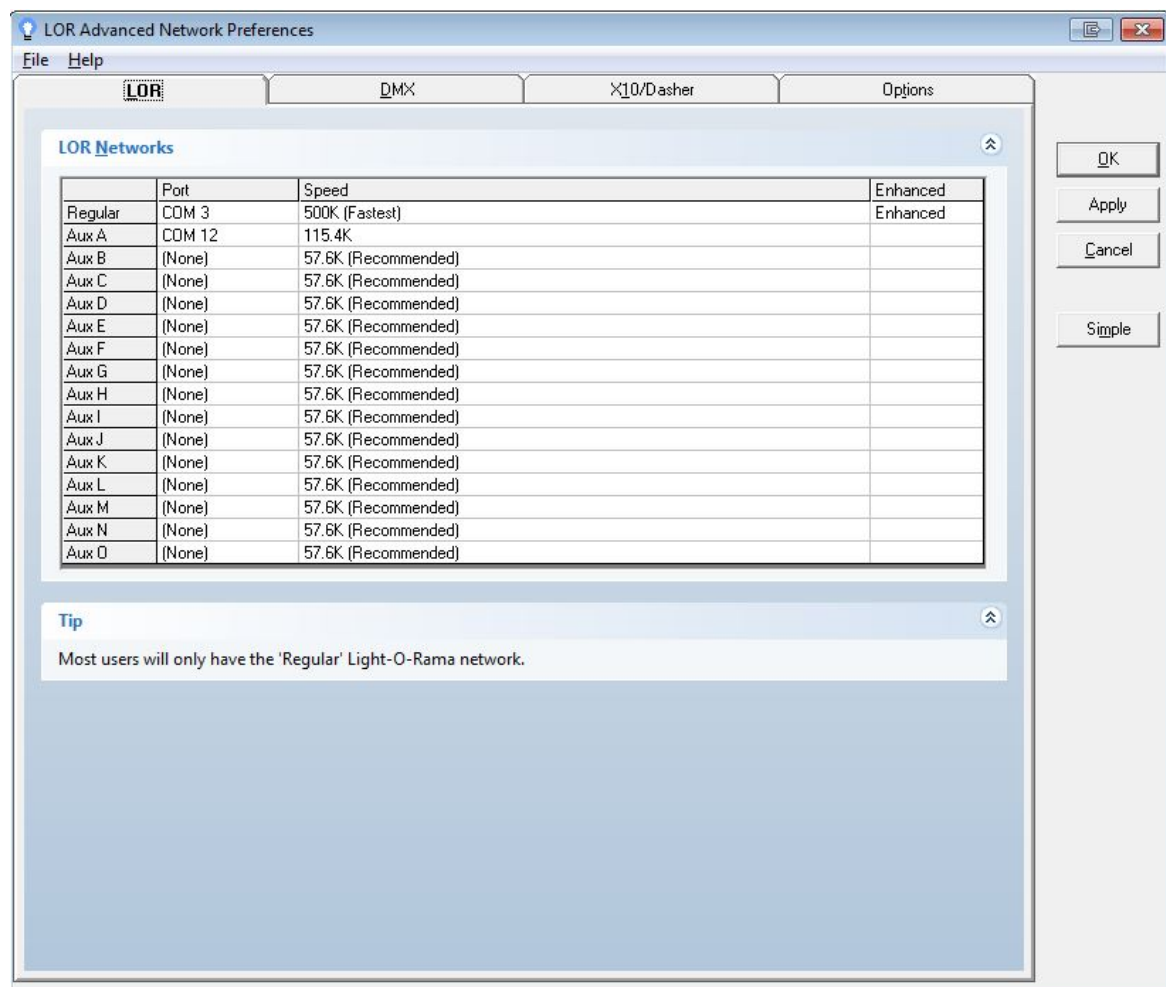 LOR Advanced Network Preferences
File Help
LOR DMX X10/Dasher Options
LOR Networks
Port Speed Enhanced
Regular COM 3 500K (Fastest) Enhanced
Aux A COM 12 115.4K
Aux B (None) 57.6K (Recommended)
Aux C (None) 57.6K (Recommended)
Aux D (None) 57.6K (Recommended)
Aux E (None) 57.6K (Recommended)
Aux F (None) 57.6K (Recommended)
Aux G (None) 57.6K (Recommended)
Aux H (None) 57.6K (Recommended)
Aux I (None) 57.6K (Recommended)
Aux J (None) 57.6K (Recommended)
Aux K (None) 57.6K (Recommended)
Aux L (None) 57.6K (Recommended)
Aux M (None) 57.6K (Recommended)
Aux N (None) 57.6K (Recommended)
Aux O (None) 57.6K (Recommended)
Tip
Most users will only have the 'Regular' Light-O-Rama network.
OK
Apply
Cancel
Simple